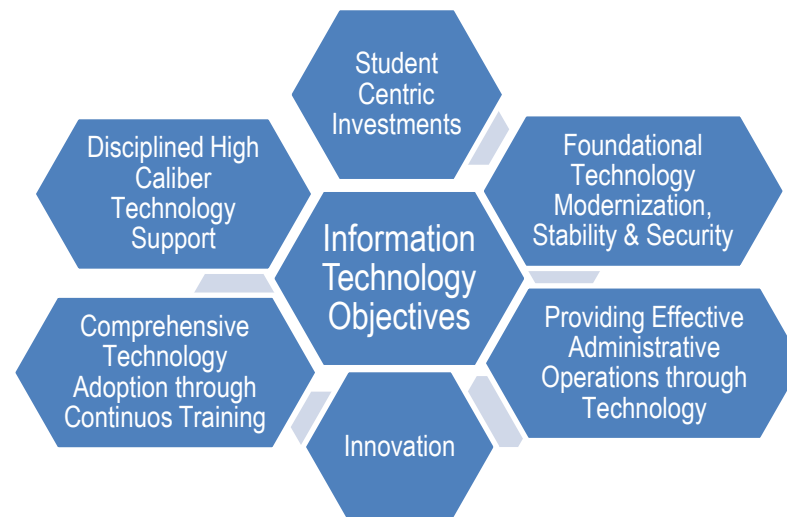 Student
Centric
Investments
Disciplined High
Caliber
Technology
Support
Foundational
Technology
Modernization,
Stability & Security
Information
Technology
Objectives
Comprehensive
Technology
Adoption through
Continuos Training
Providing Effective
Administrative
Operations through
Technology
Innovation